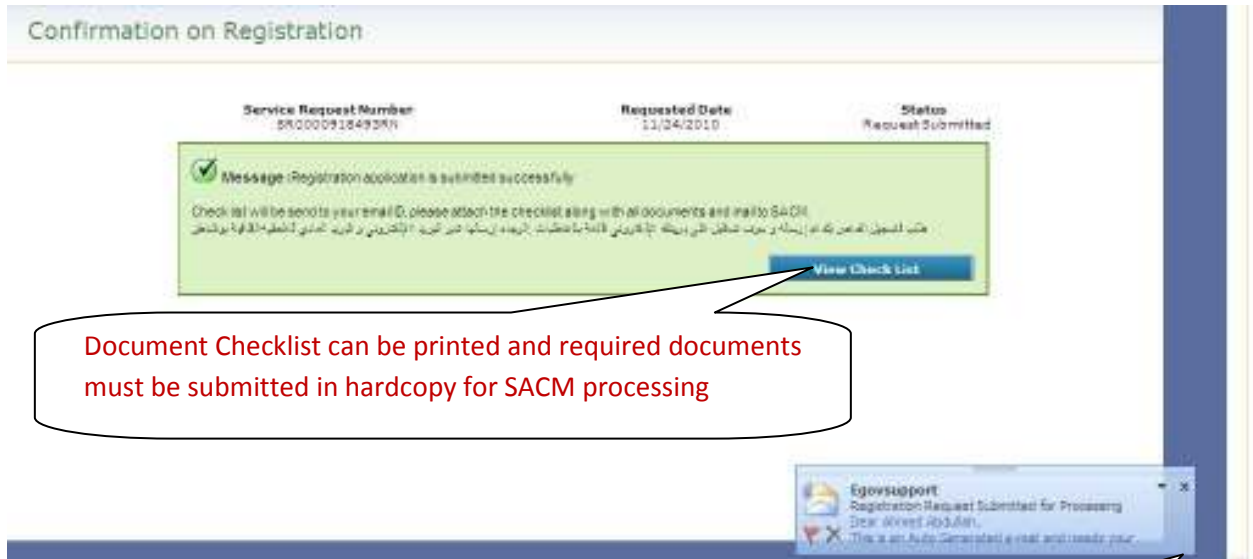 Confirmation on Registration
Service Request Number Requested Date Status
11/24/2010 Request Submitted
Message : Registration application is submitted successfully
Check list will be send to your email ID, please attach the checklist along with all documents and mail to SACM.
View Check List
Document Checklist can be printed and required documents
must be submitted in hardcopy for SACM processing
Egovsupport
Registration Request Submitted for Processing
Dear Ahmed Abdullah,
This is an Auto Generated e-mail and needs your